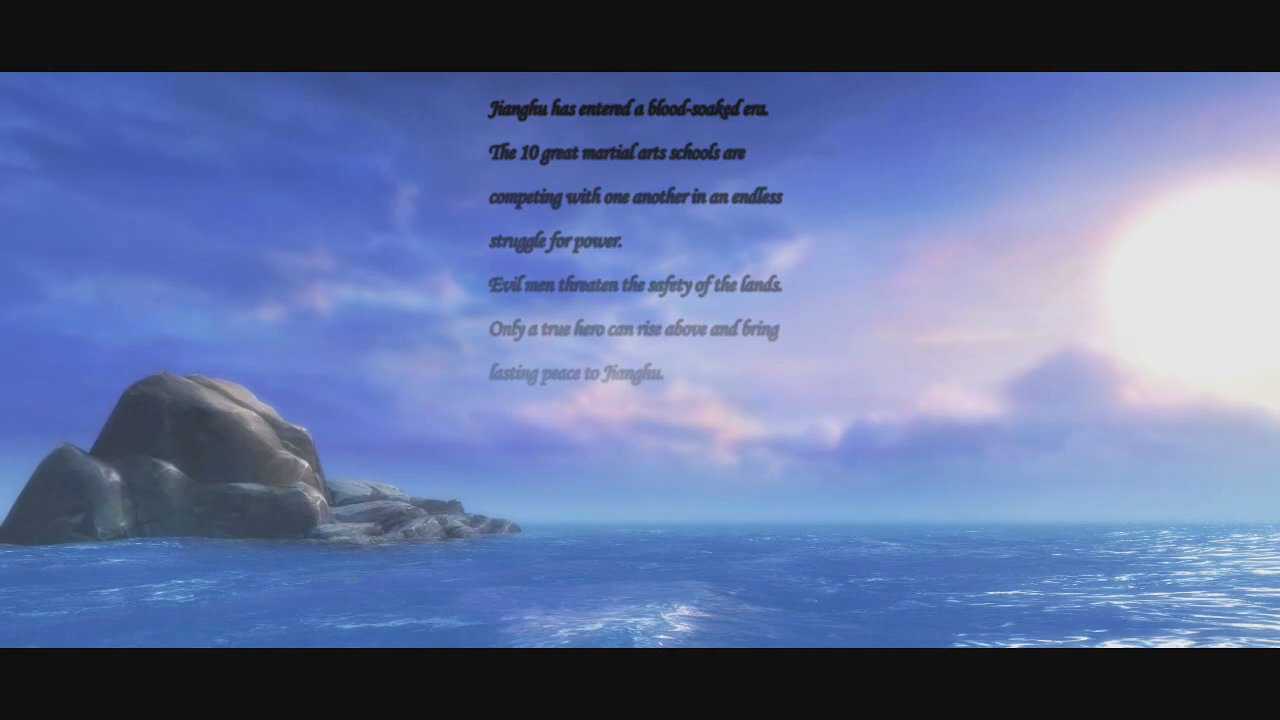 Jianghu has entered a blood-soaked era.
The 10 great martial arts schools are
competing with one another in an endless
struggle for power.
Evil men threaten the safety of the lands.
Only a true hero can rise above and bring
lasting peace to Jianghu.